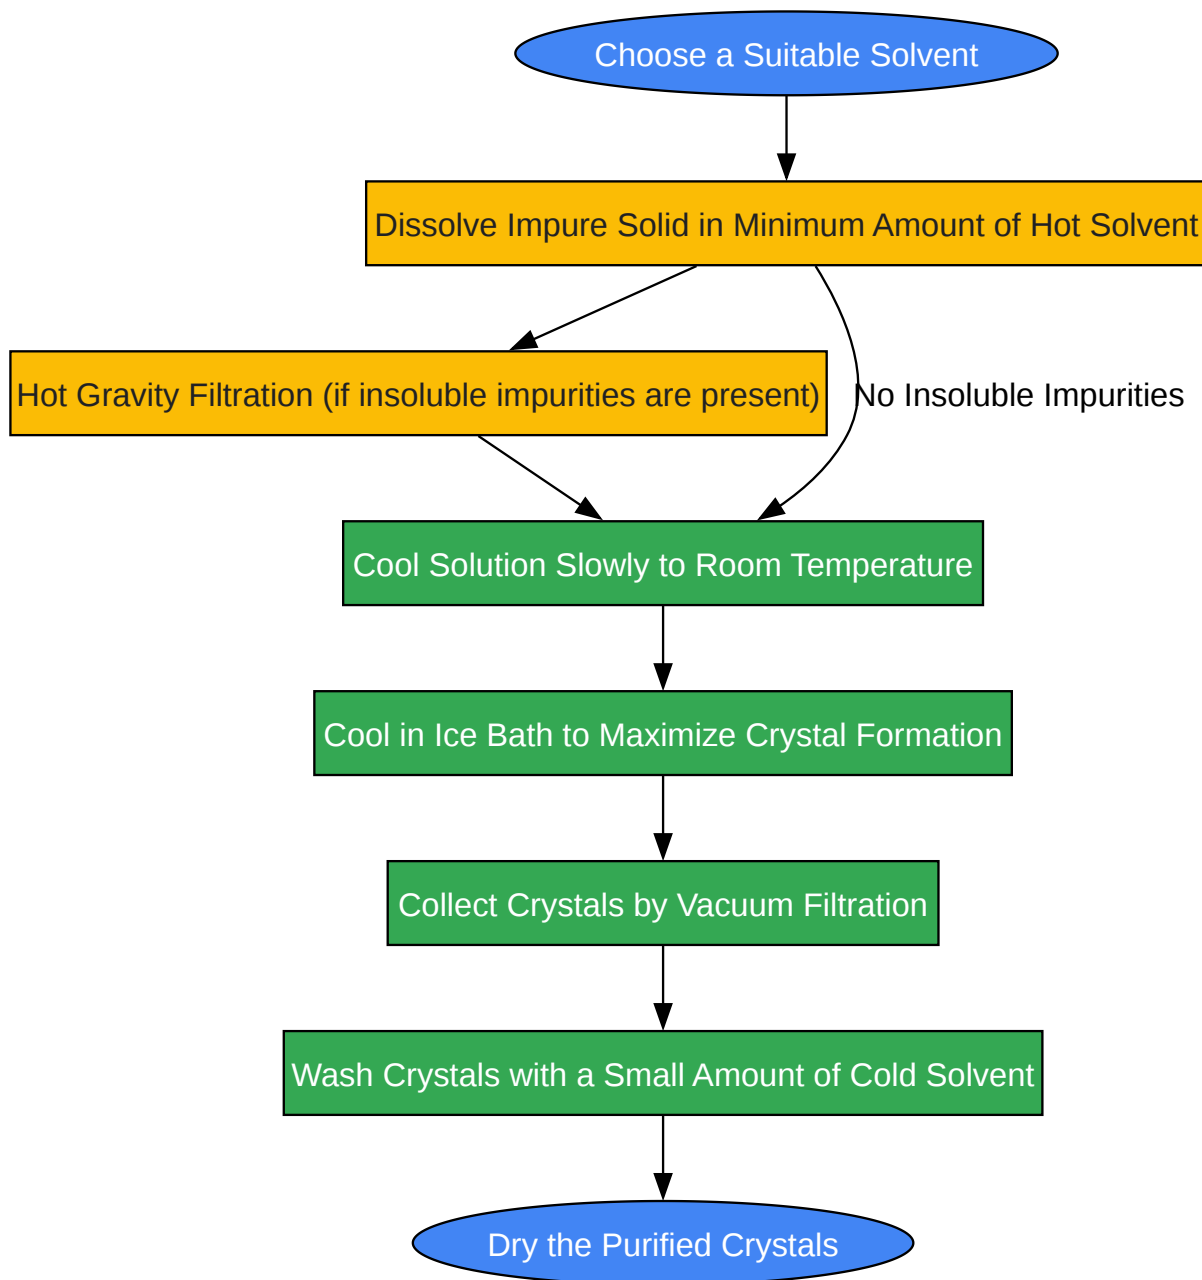 Choose a Suitable Solvent
Dissolve Impure Solid in Minimum Amount of Hot Solvent
Hot Gravity Filtration (if insoluble impurities are present)
No Insoluble Impurities
Cool Solution Slowly to Room Temperature
Cool in Ice Bath to Maximize Crystal Formation
Collect Crystals by Vacuum Filtration
Wash Crystals with a Small Amount of Cold Solvent
Dry the Purified Crystals